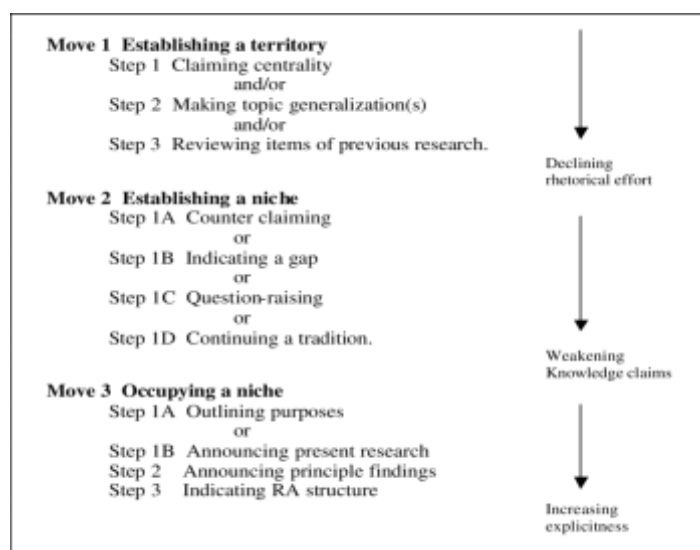 Move 1 Establishing a territory
Step 1 Claiming centrality
and/or
Step 2 Making topic generalization(s)
and/or
Step 3 Reviewing items of previous research.
Declining
rhetorical effort
Move 2 Establishing a niche
Step 1A Counter claiming
or
Step 1B Indicating a gap
or
Step 1C Question-raising
or
Step 1D Continuing a tradition.
Weakening
Knowledge claims
Move 3 Occupying a niche
Step 1A Outlining purposes
or
Step 1B Announcing present research
Step 2 Announcing principle findings
Step 3 Indicating RA structure
Increasing
explicitness